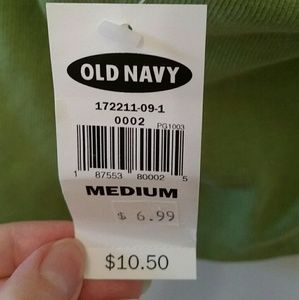 OLD NAVY
172211-09-1
0002
PG1003
1 87553 80002 5
MEDIUM
$ 6.99
$10.50